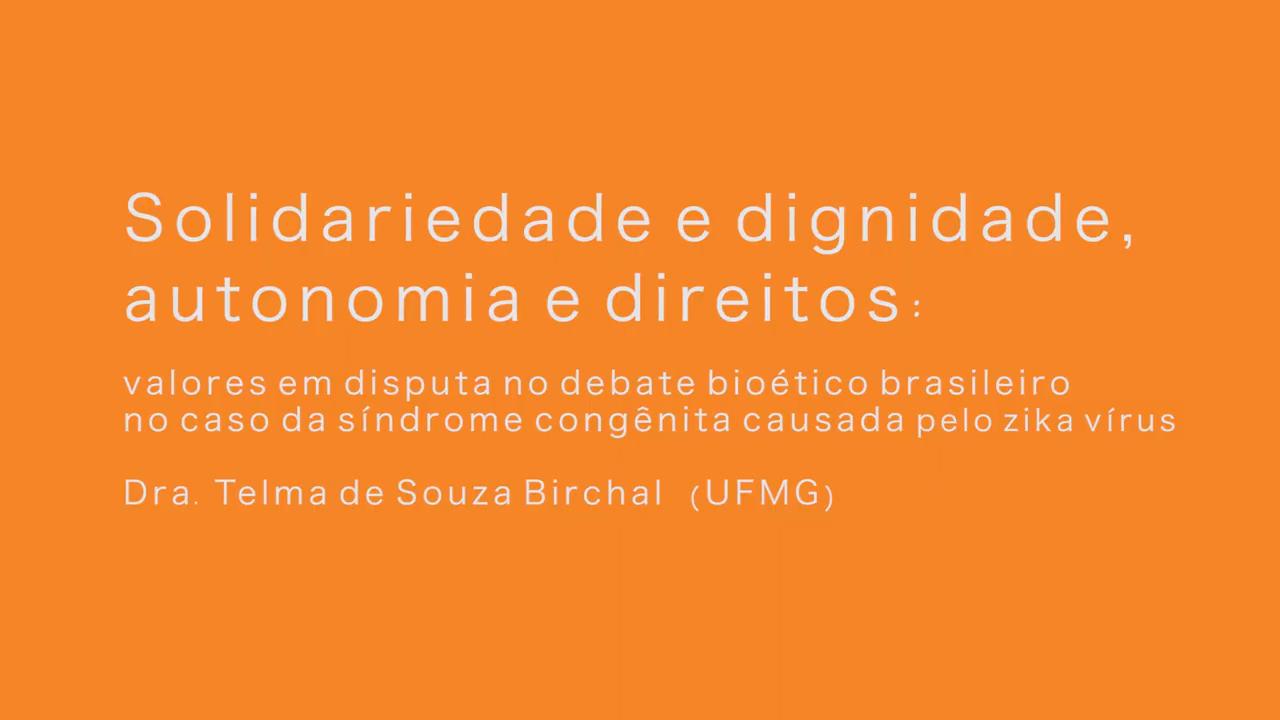 Solidariedade e dignidade,
autonomia e direitos:
valores em disputa no debate bioético brasileiro
no caso da síndrome congênita causada pelo zika vírus
Dra. Telma de Souza Birchal (UFMG)